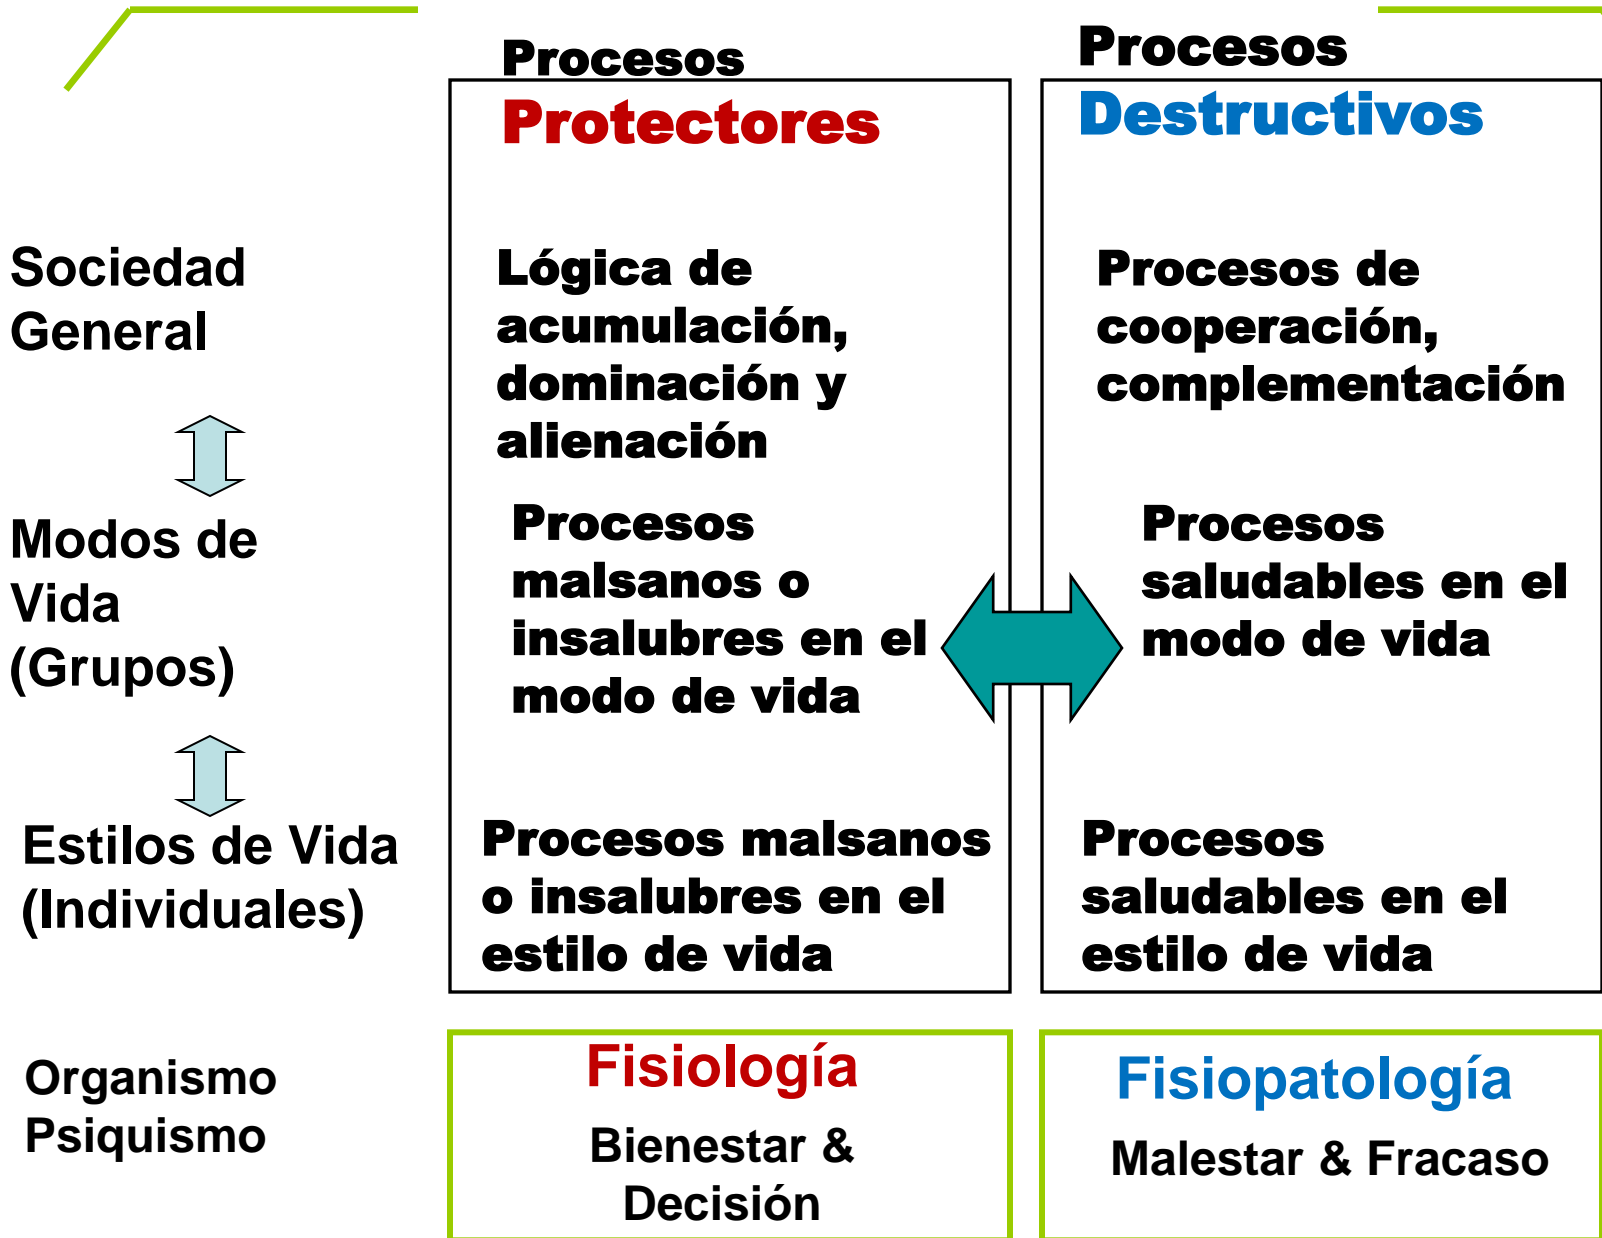 Procesos
Protectores
Procesos
Destructivos
Sociedad
General
Lógica de
acumulación,
dominación y
alienación
Procesos de
cooperación,
complementación
Modos de
Vida
(Grupos)
Procesos
malsanos o
insalubres en el
modo de vida
Procesos
saludables en el
modo de vida
Estilos de Vida
(Individuales)
Procesos malsanos
o insalubres en el
estilo de vida
Procesos
saludables en el
estilo de vida
Organismo
Psiquismo
Fisiología
Bienestar &
Decisión
Fisiopatología
Malestar & Fracaso